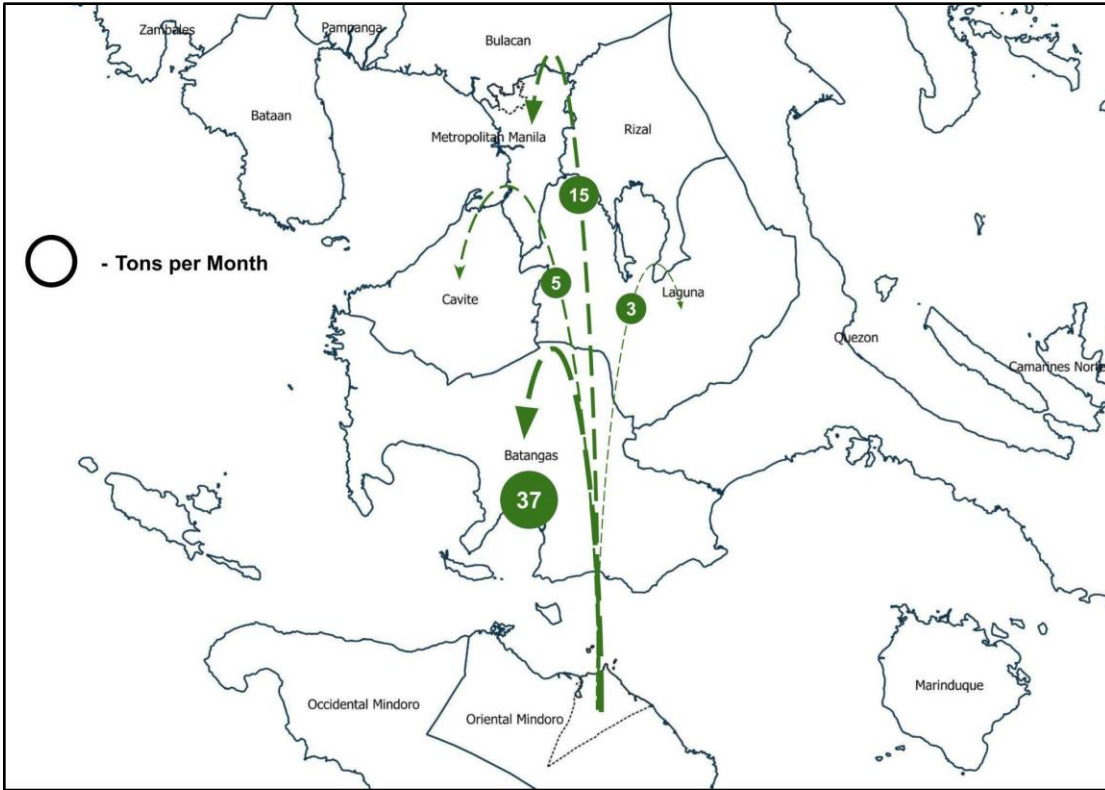 Zambales
Pampanga
Bulacan
Bataan
Metropolitan Manila
Rizal
15
- Tons per Month
5
Cavite
Laguna
3
Quezon
Camarines Norte
Batangas
37
Marinduque
Occidental Mindoro
Oriental Mindoro